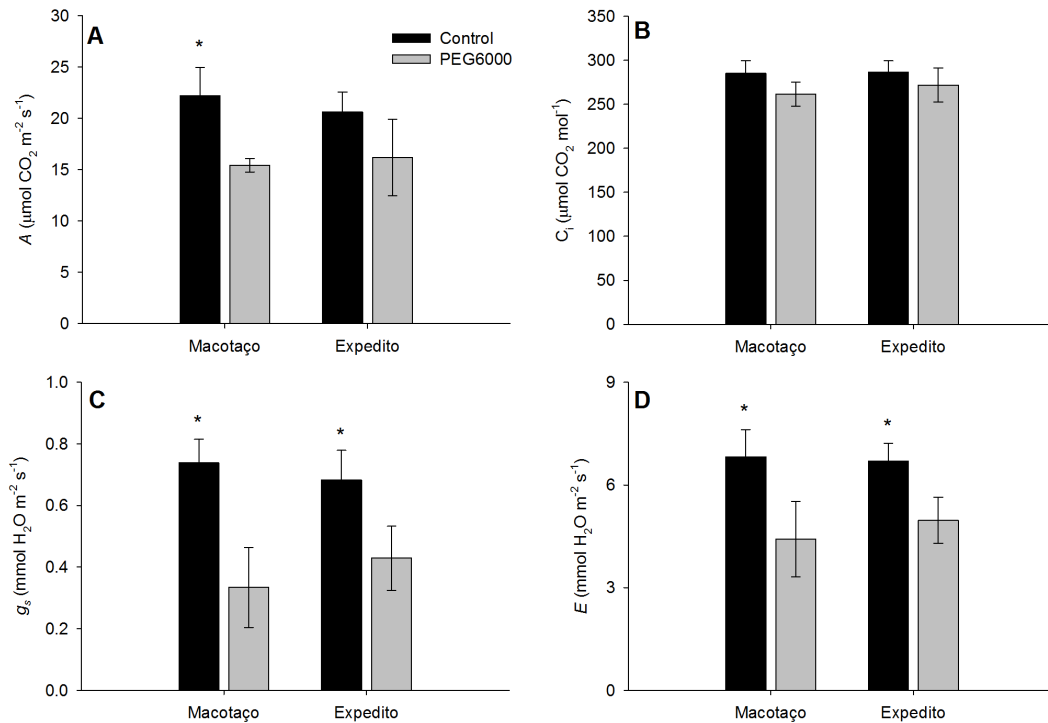 A
*
Control
PEG6000
30
25
20
15
10
5
0
A (μmol CO₂ m⁻² s⁻¹)
Macotaço
Expedito
B
350
300
250
200
150
100
50
0
Cᵢ (μmol CO₂ mol⁻¹)
Macotaço
Expedito
C
*
*
1.0
0.8
0.6
0.4
0.2
0.0
gₛ (mmol H₂O m⁻² s⁻¹)
Macotaço
Expedito
D
*
*
9
6
3
0
E (mmol H₂O m⁻² s⁻¹)
Macotaço
Expedito